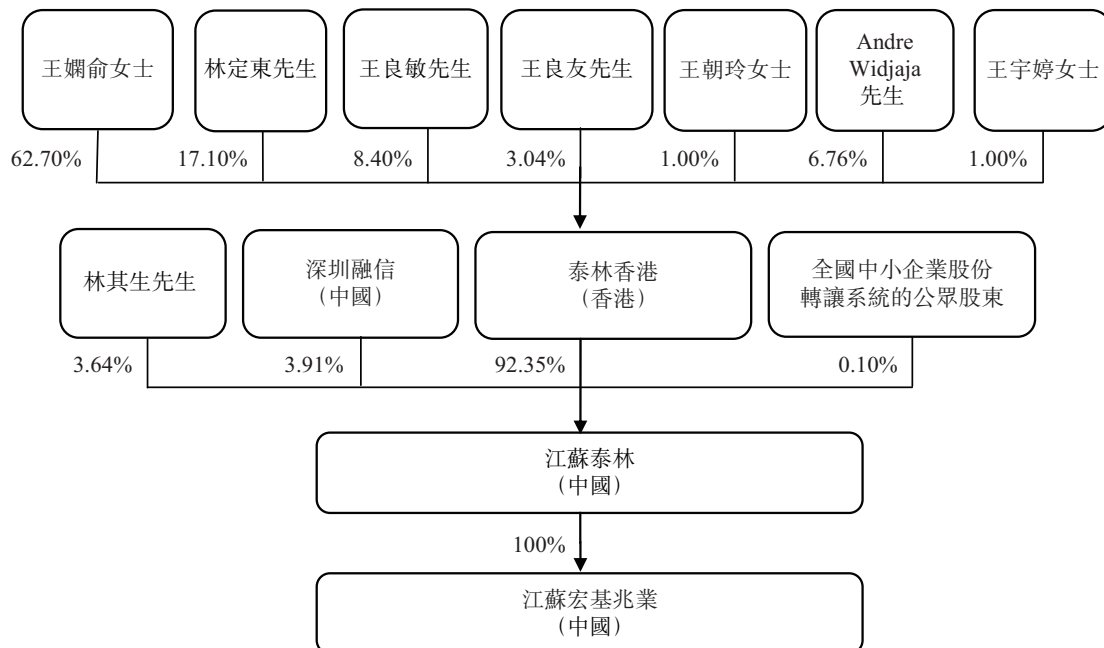 王嫻俞女士
林定東先生
王良敏先生
王良友先生
王朝玲女士
Andre
Widjaja
先生
王宇婷女士
62.70%
17.10%
8.40%
3.04%
1.00%
6.76%
1.00%
林其生先生
深圳融信
（中國）
泰林香港
（香港）
全國中小企業股份
轉讓系統的公眾股東
3.64%
3.91%
92.35%
0.10%
江蘇泰林
（中國）
100%
江蘇宏基兆業
（中國）